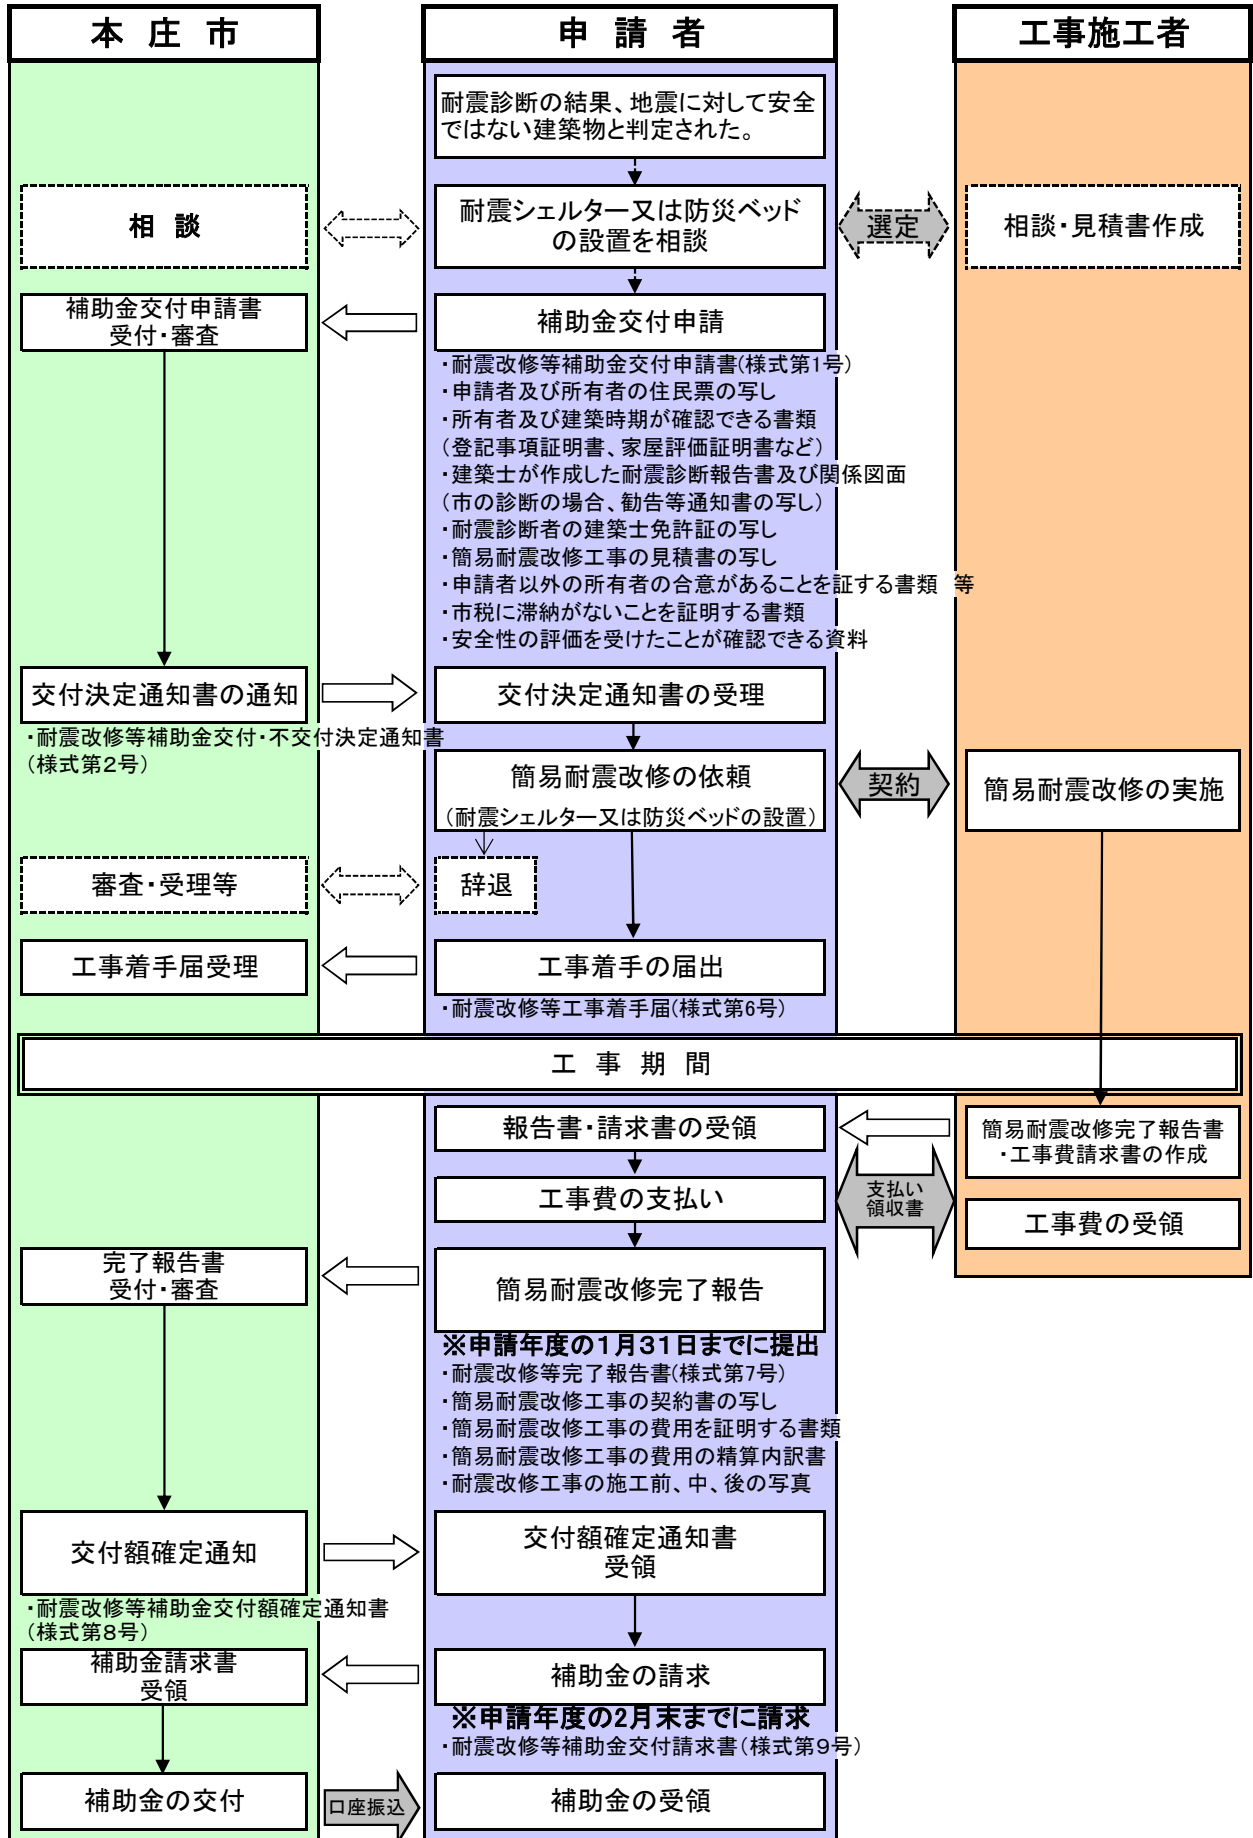 本庄市
申請者
工事施工者
耐震診断の結果、地震に対して安全
ではない建築物と判定された。
相談
耐震シェルター又は防災ベッド
の設置を相談
選定
相談・見積書作成
補助金交付申請書
受付・審査
補助金交付申請
・耐震改修等補助金交付申請書(様式第1号)
・申請者及び所有者の住民票の写し
・所有者及び建築時期が確認できる書類
（登記事項証明書、家屋評価証明書など）
・建築士が作成した耐震診断報告書及び関係図面
（市の診断の場合、勧告等通知書の写し）
・耐震診断者の建築士免許証の写し
・簡易耐震改修工事の見積書の写し
・申請者以外の所有者の合意があることを証する書類　等
・市税に滞納がないことを証明する書類
・安全性の評価を受けたことが確認できる資料
交付決定通知書の通知
交付決定通知書の受理
・耐震改修等補助金交付・不交付決定通知書
（様式第２号）
簡易耐震改修の依頼
（耐震シェルター又は防災ベッドの設置）
契約
簡易耐震改修の実施
審査・受理等
辞退
工事着手届受理
工事着手の届出
・耐震改修等工事着手届(様式第6号)
工事期間
報告書・請求書の受領
簡易耐震改修完了報告書
・工事費請求書の作成
工事費の支払い
支払い
領収書
工事費の受領
完了報告書
受付・審査
簡易耐震改修完了報告
※申請年度の１月３１日までに提出
・耐震改修等完了報告書(様式第7号)
・簡易耐震改修工事の契約書の写し
・簡易耐震改修工事の費用を証明する書類
・簡易耐震改修工事の費用の精算内訳書
・耐震改修工事の施工前、中、後の写真
交付額確定通知
交付額確定通知書
受領
・耐震改修等補助金交付額確定通知書
（様式第８号）
補助金請求書
受領
補助金の請求
※申請年度の2月末までに請求
・耐震改修等補助金交付請求書（様式第９号）
補助金の交付
口座振込
補助金の受領